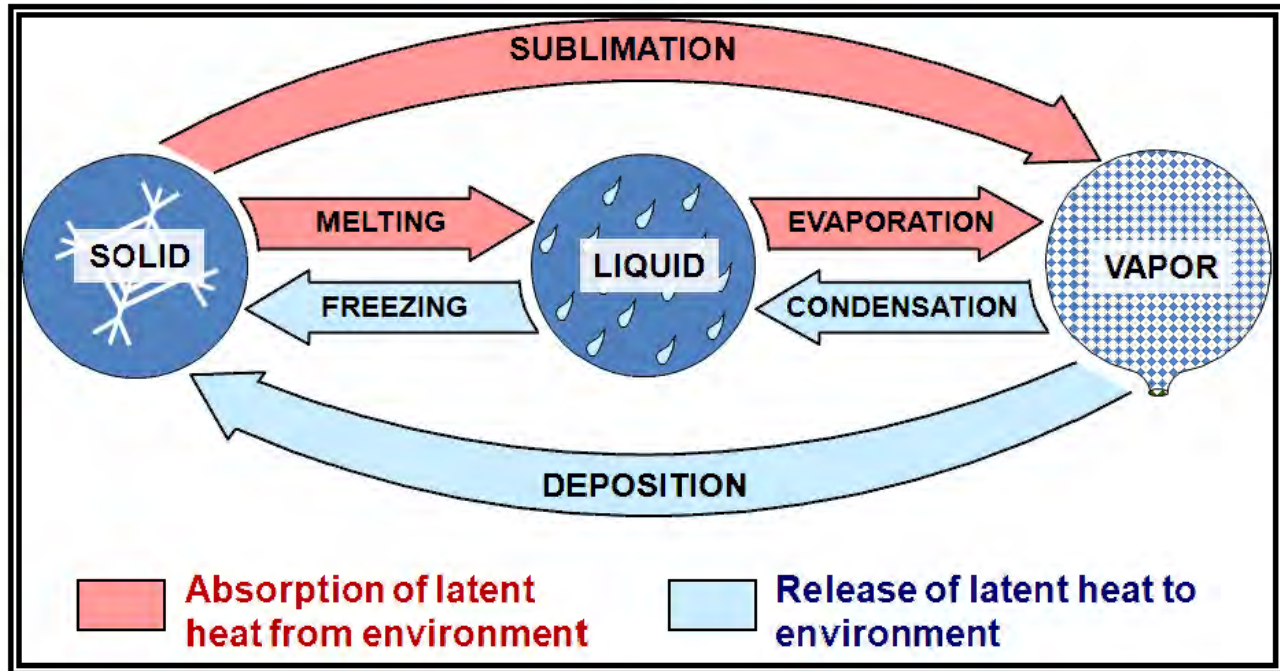 SUBLIMATION
MELTING
EVAPORATION
SOLID
LIQUID
VAPOR
FREEZING
CONDENSATION
DEPOSITION
Absorption of latent
heat from environment
Release of latent heat to
environment